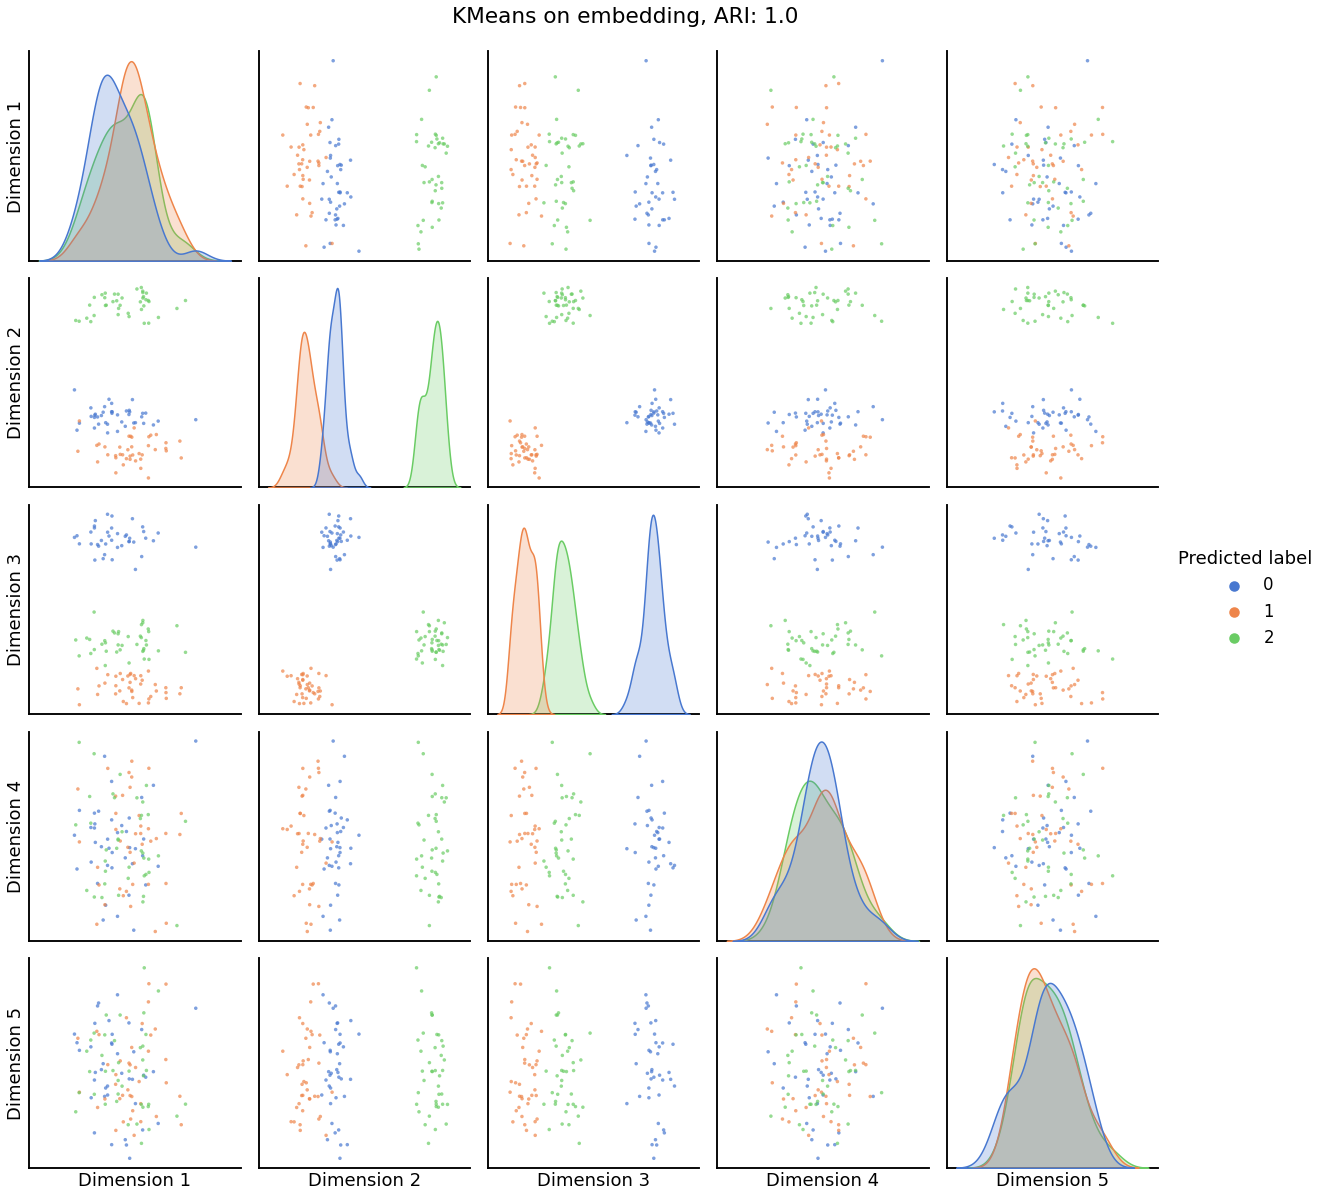 KMeans on embedding, ARI: 1.0
Dimension 1
Dimension 2
Dimension 3
Predicted label
0
1
2
Dimension 4
Dimension 5
Dimension 1
Dimension 2
Dimension 3
Dimension 4
Dimension 5